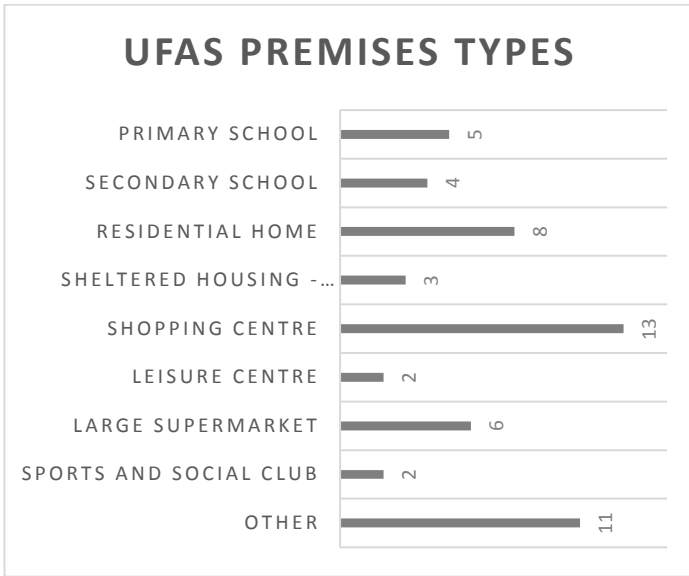 UFAS PREMISES TYPES
PRIMARY SCHOOL 5
SECONDARY SCHOOL 4
RESIDENTIAL HOME 8
SHELTERED HOUSING -... 3
SHOPPING CENTRE 13
LEISURE CENTRE 2
LARGE SUPERMARKET 6
SPORTS AND SOCIAL CLUB 2
OTHER 11